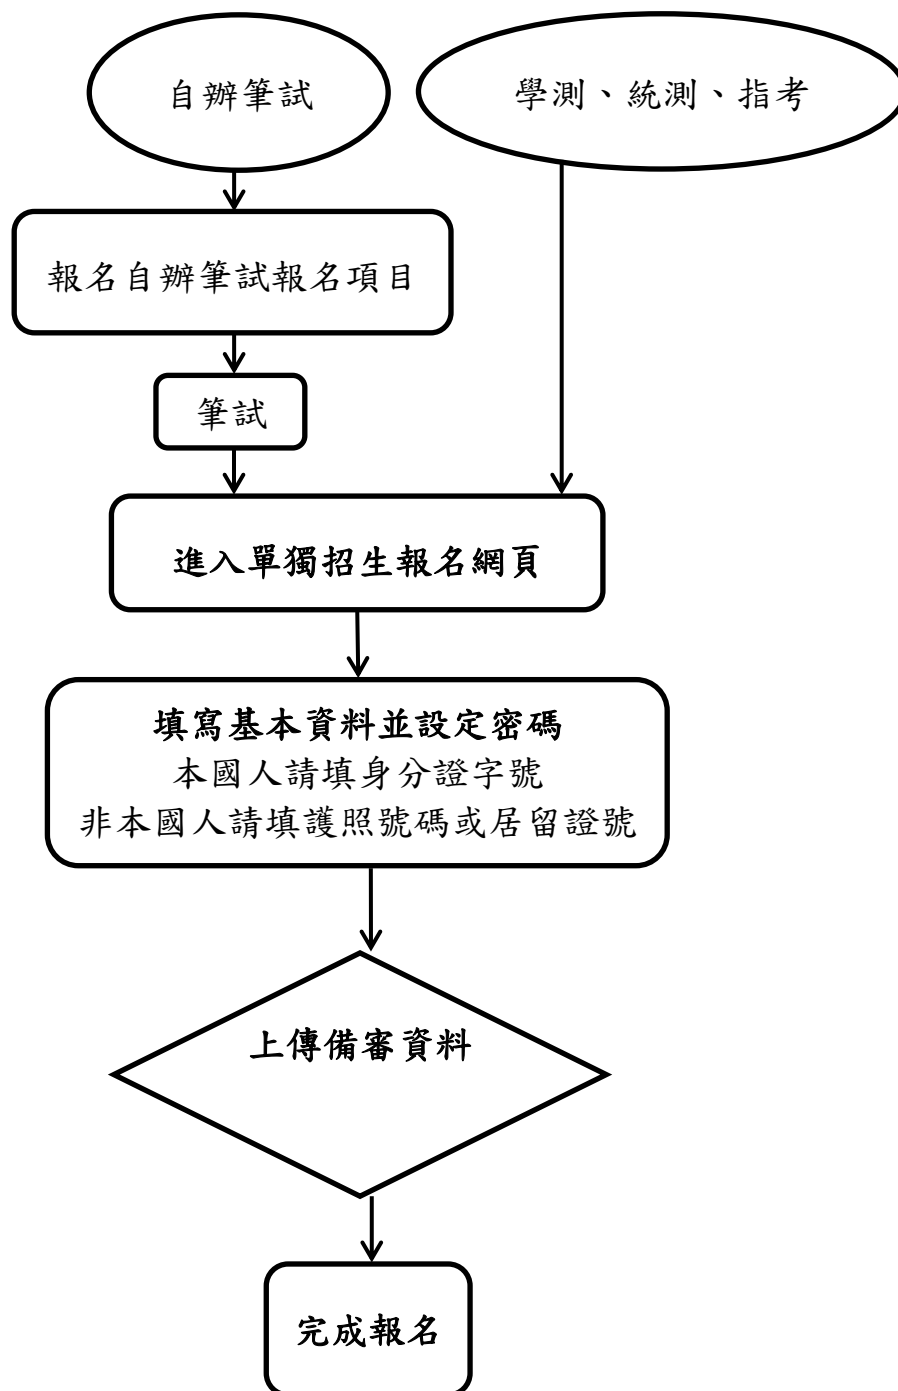 自辦筆試
學測、統測、指考
報名自辦筆試報名項目
筆試
進入單獨招生報名網頁
填寫基本資料並設定密碼
本國人請填身分證字號
非本國人請填護照號碼或居留證號
上傳備審資料
完成報名